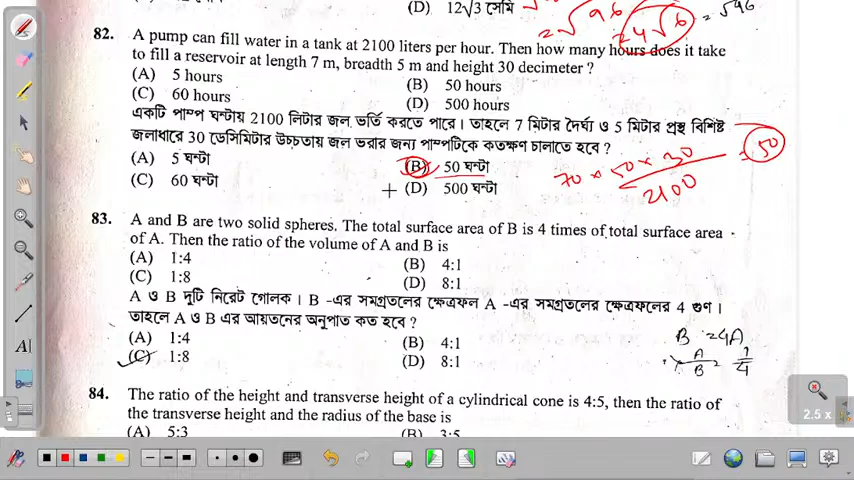 (D) 12√3 সেমি
= √96
24√6
= √96
82. A pump can fill water in a tank at 2100 liters per hour. Then how many hours does it take
to fill a reservoir at length 7 m, breadth 5 m and height 30 decimeter ?
(A) 5 hours
(B) 50 hours
(C) 60 hours
(D) 500 hours
একটি পাম্প ঘন্টায় 2100 লিটার জল ভর্তি করতে পারে। তাহলে 7 মিটার দৈর্ঘ্য ও 5 মিটার প্রস্থ বিশিষ্ট
জলাধারে 30 ডেসিমিটার উচ্চতায় জল ভরার জন্য পাম্পটিকে কতক্ষণ চালাতে হবে ?
(A) 5 ঘন্টা
(B) 50 ঘন্টা
(C) 60 ঘন্টা
(D) 500 ঘন্টা
70 × 50 × 30
2100
= 50
83. A and B are two solid spheres. The total surface area of B is 4 times of total surface area
of A. Then the ratio of the volume of A and B is
(A) 1:4
(B) 4:1
(C) 1:8
(D) 8:1
A ও B দুটি নিরেট গোলক। B -এর সমগ্রতলের ক্ষেত্রফল A -এর সমগ্রতলের ক্ষেত্রফলের 4 গুণ।
তাহলে A ও B এর আয়তনের অনুপাত কত হবে ?
(A) 1:4
(B) 4:1
(C) 1:8
(D) 8:1
B = 4A
A/B = 1/4
84. The ratio of the height and transverse height of a cylindrical cone is 4:5, then the ratio of
the transverse height and the radius of the base is
(A) 5:3
(B) 3:5
2.5 x
A